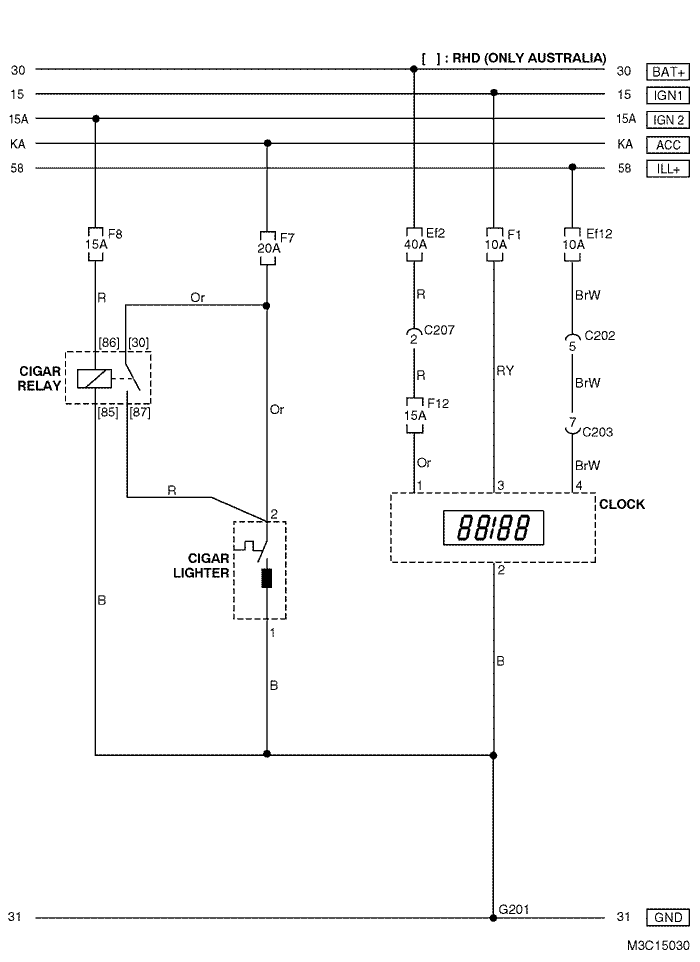 [ ] : RHD (ONLY AUSTRALIA)
30 30 BAT+
15 15 IGN1
15A 15A IGN 2
KA KA ACC
58 58 ILL+
F8 15A
F7 20A
Ef2 40A
F1 10A
Ef12 10A
R Or R BrW
2 C207
5 C202
[86] [30]
CIGAR
RELAY
[85] [87]
R RY BrW
Or
F12 15A
7 C203
Or BrW
1 3 4
R
2
CLOCK
88:88
CIGAR
LIGHTER
2
B
1
B B
G201
31 31 GND
M3C15030